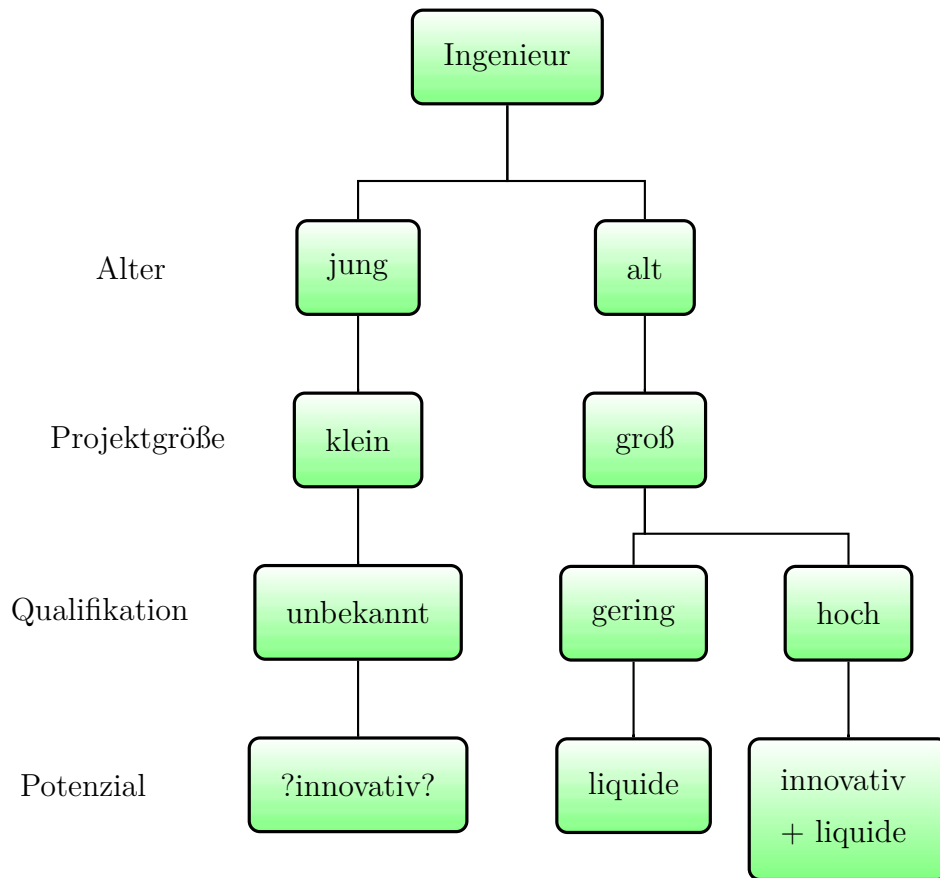 Ingenieur
Alter
jung
alt
Projektgröße
klein
groß
Qualifikation
unbekannt
gering
hoch
Potenzial
?innovativ?
liquide
innovativ
+ liquide